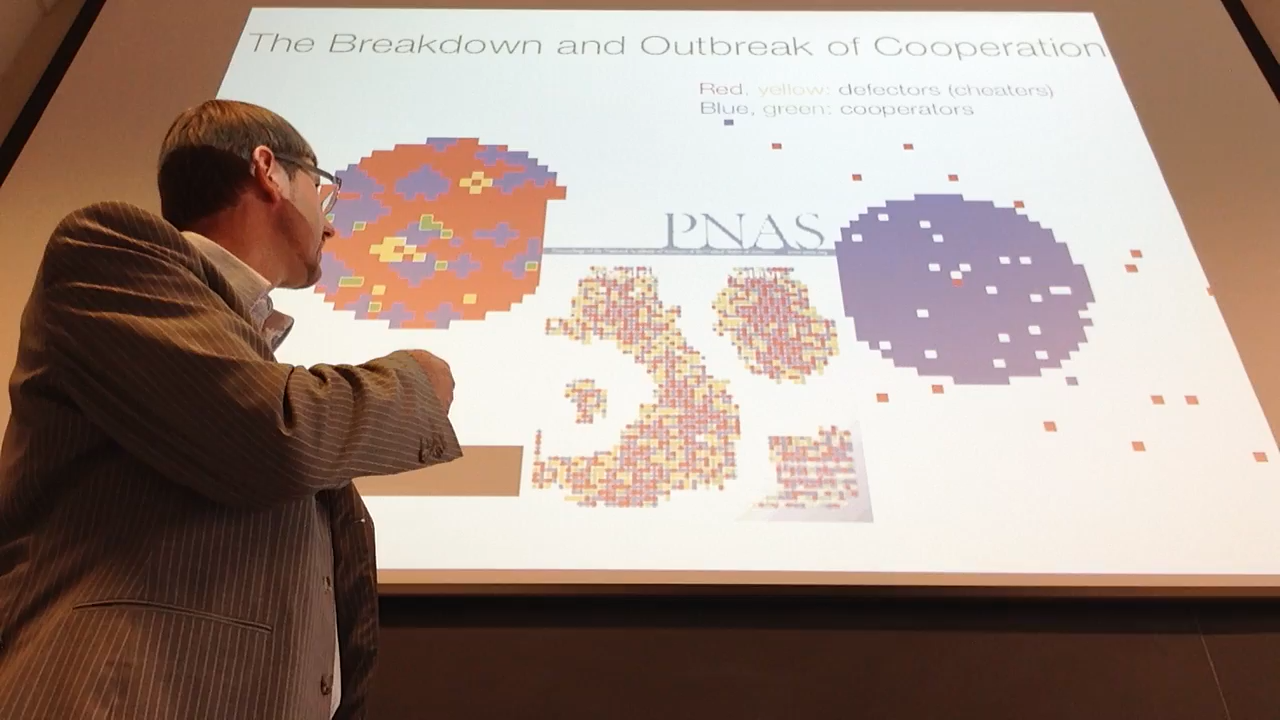 The Breakdown and Outbreak of Cooperation
Red, yellow: defectors (cheaters)
Blue, green: cooperators
PNAS